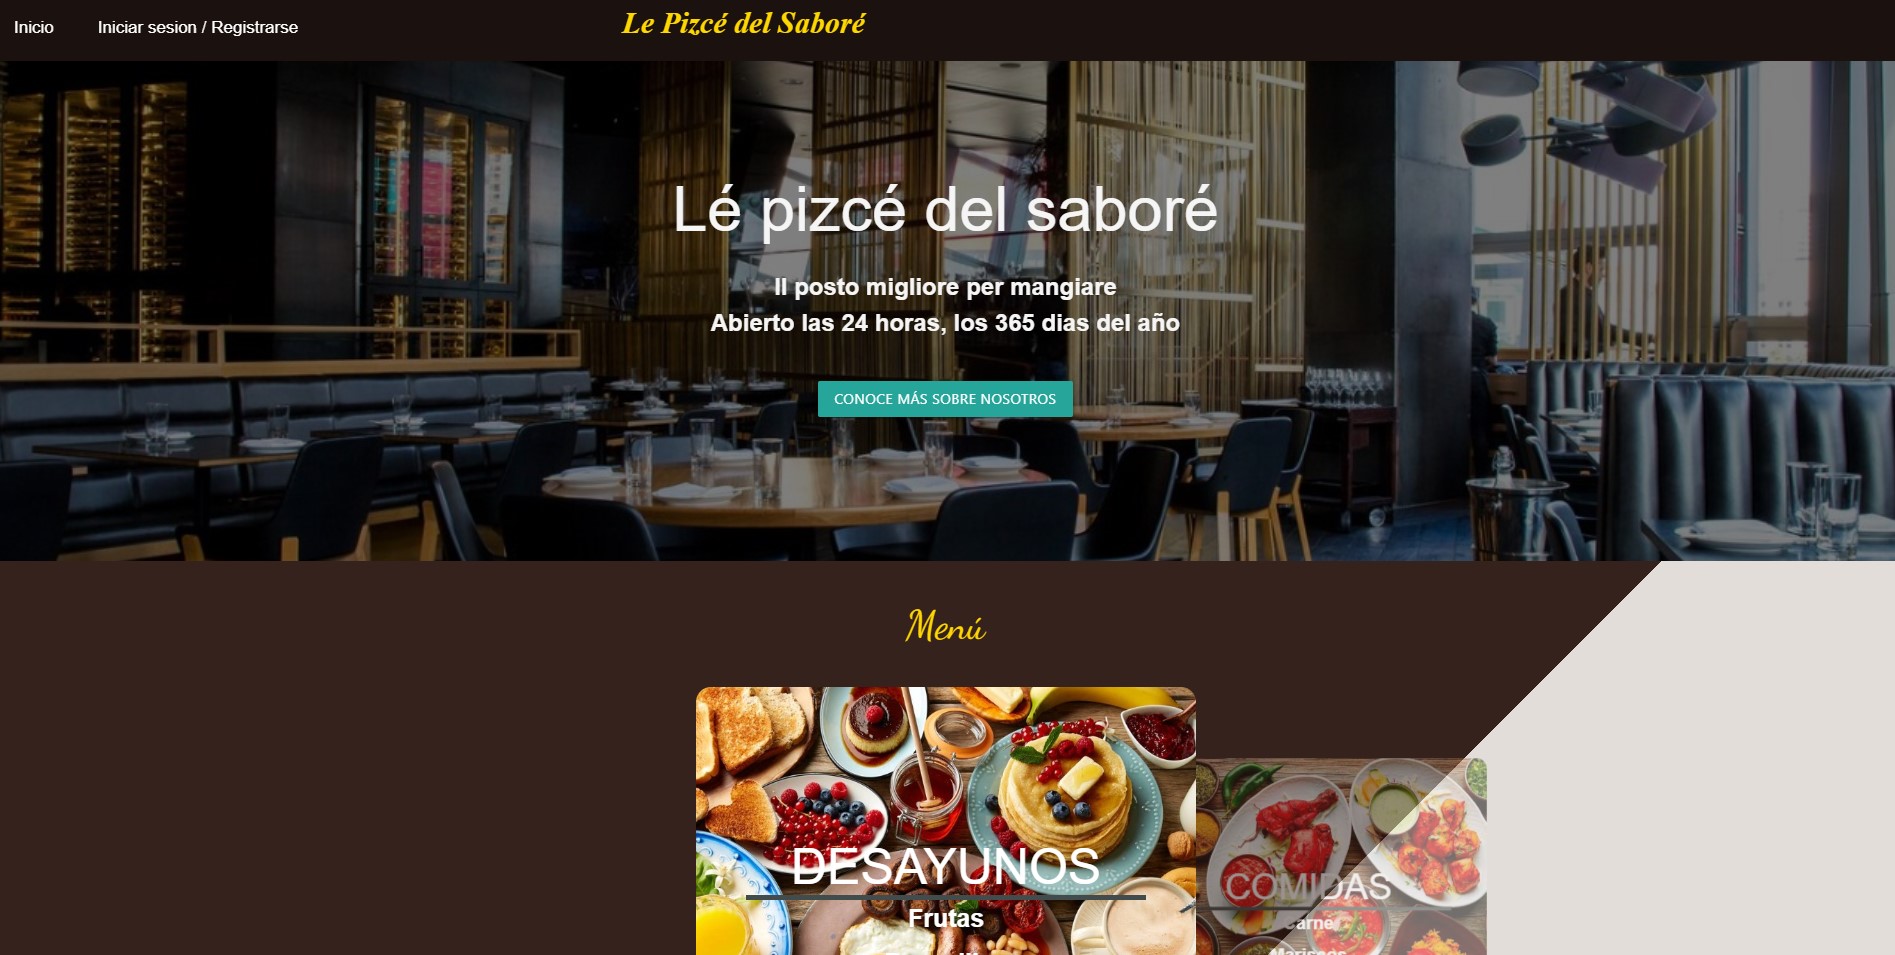 Inicio
Iniciar sesion / Registrarse
Le Pizcé del Saboré
Lé pizcé del saboré
Il posto migliore per mangiare
Abierto las 24 horas, los 365 dias del año
CONOCE MÁS SOBRE NOSOTROS
Menú
DESAYUNOS
Frutas
COMIDAS
Carne
Mariscos